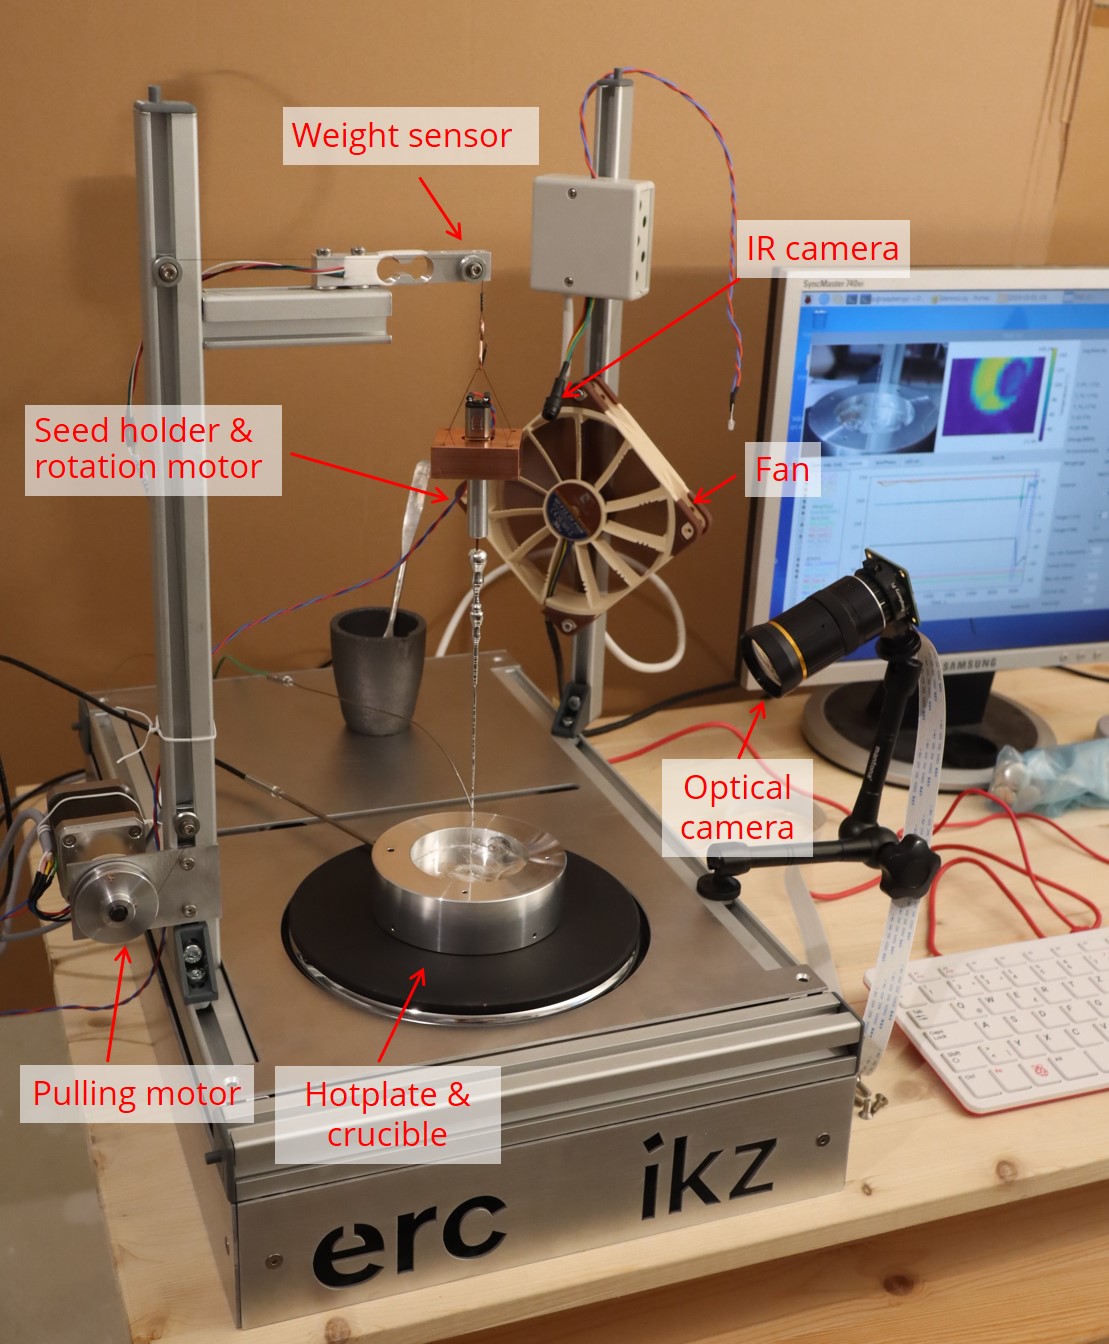 Weight sensor
IR camera
SyncMaster 740BF
Seed holder &
rotation motor
Fan
SAMSUNG
Optical
camera
Pulling motor
Hotplate &
crucible
erc
ikz